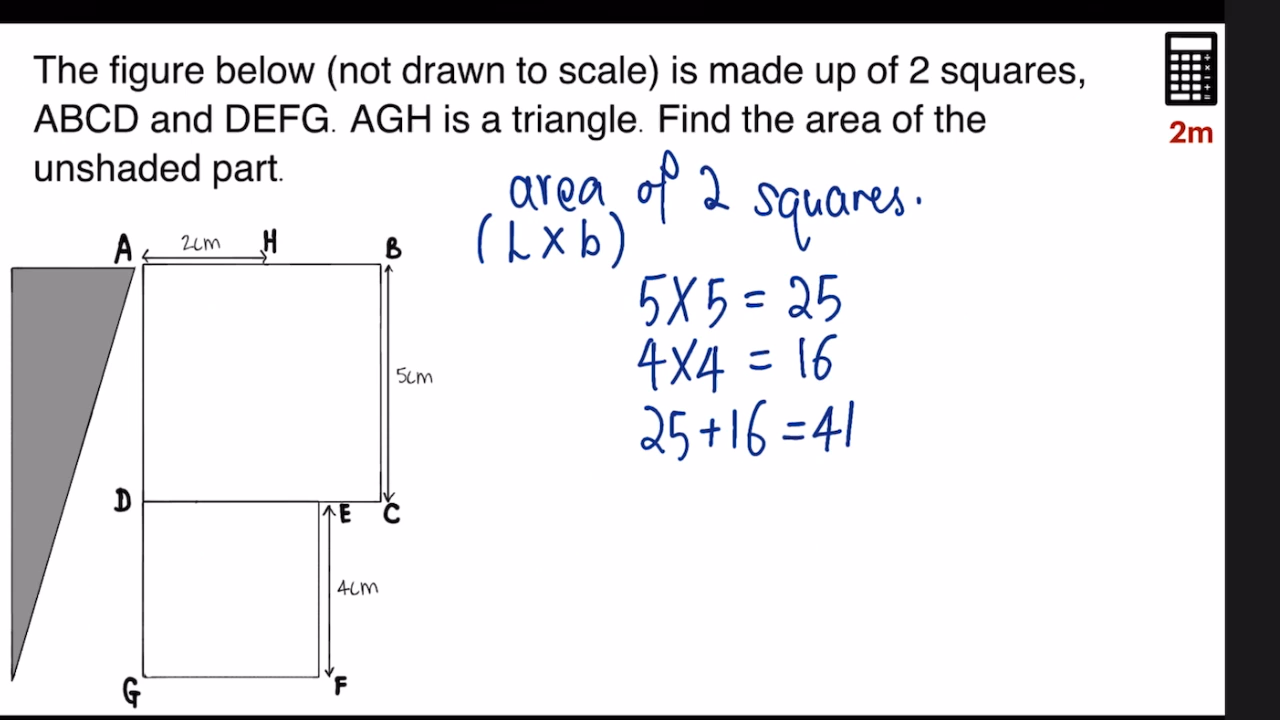 The figure below (not drawn to scale) is made up of 2 squares,
ABCD and DEFG. AGH is a triangle. Find the area of the
unshaded part.
2m
area of 2 squares.
(L X b)
5X5 = 25
4X4 = 16
25+16=41
A
2cm
H
B
5cm
D
E
C
4cm
G
F